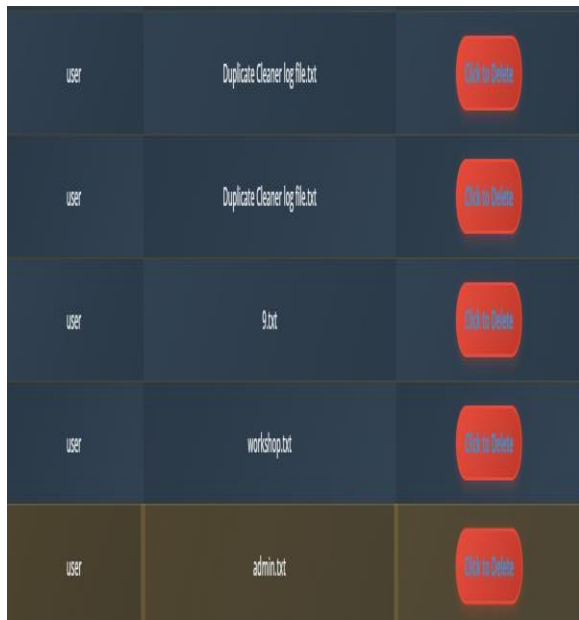 user Duplicate Cleaner log file.txt Click to Delete
user Duplicate Cleaner log file.txt Click to Delete
user 9.txt Click to Delete
user workshop.txt Click to Delete
user admin.txt Click to Delete